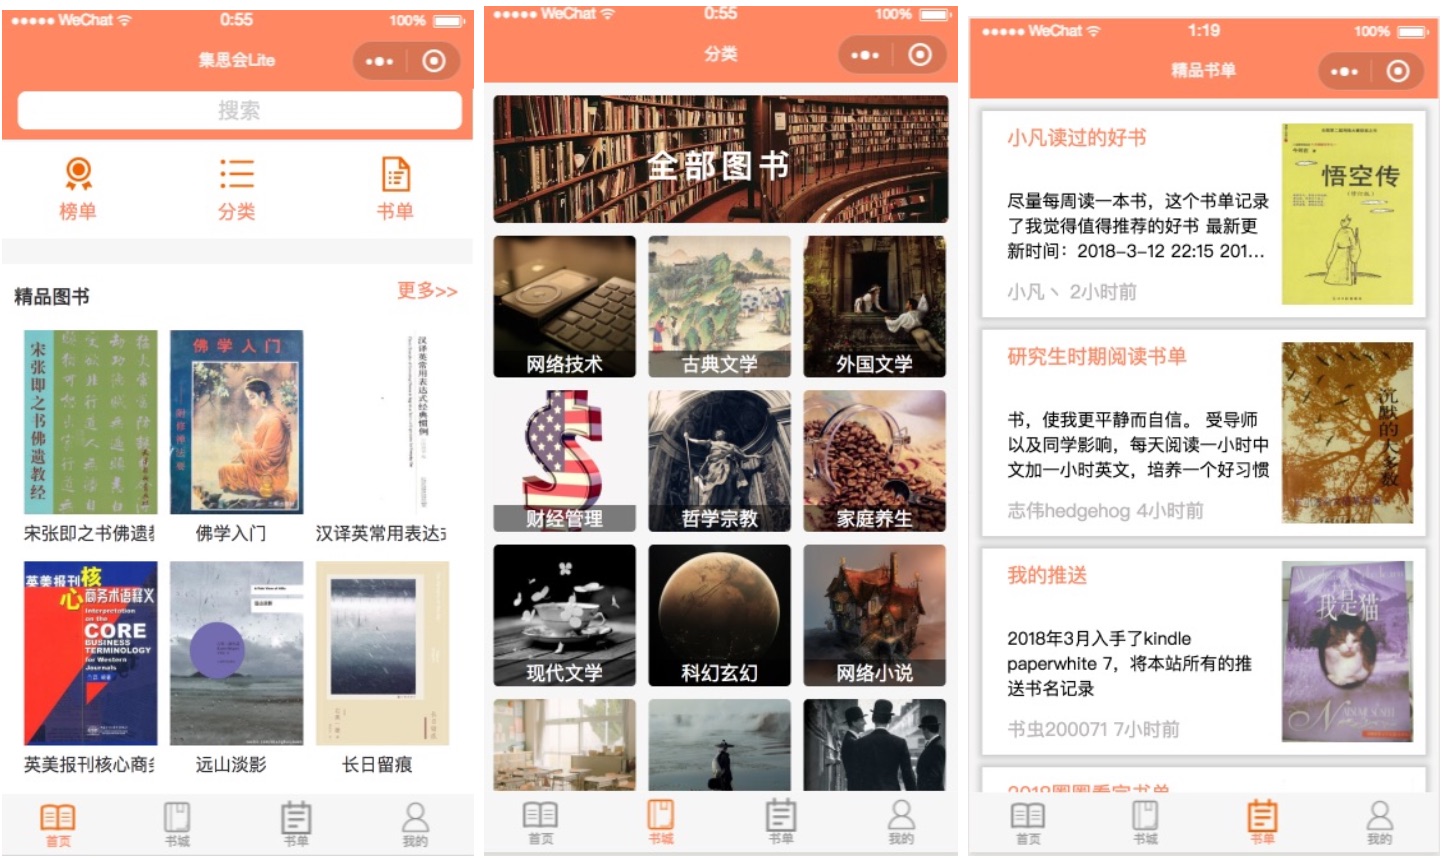 WeChat 0:55 100%
集思会Lite
搜索
榜单 分类 书单
精品图书 更多>>
宋张即之书佛遗教经
佛学入门
汉译英常用表达式经典惯例
宋张即之书佛遗 佛学入门 汉译英常用表达
英美报刊核心商务术语释义
Interpretation
on the
CORE
BUSINESS
TERMINOLOGY
for Western
Journals
远山淡影
英美报刊核心商 远山淡影 长日留痕
首页 书城 书单 我的
WeChat 0:55 100%
分类
全部图书
网络技术 古典文学 外国文学
财经管理 哲学宗教 家庭养生
现代文学 科幻玄幻 网络小说
首页 书城 书单 我的
WeChat 1:19 100%
精品书单
小凡读过的好书
尽量每周读一本书，这个书单记录
了我觉得值得推荐的好书 最新更
新时间：2018-3-12 22:15 201...
小凡丶 2小时前
悟空传
研究生时期阅读书单
书，使我更平静而自信。 受导师
以及同学影响，每天阅读一小时中
文加一小时英文，培养一个好习惯
志伟hedgehog 4小时前
沉默的大多数
我的推送
2018年3月入手了kindle
paperwhite 7，将本站所有的推
送书名记录
书虫200071 7小时前
我是猫
首页 书城 书单 我的